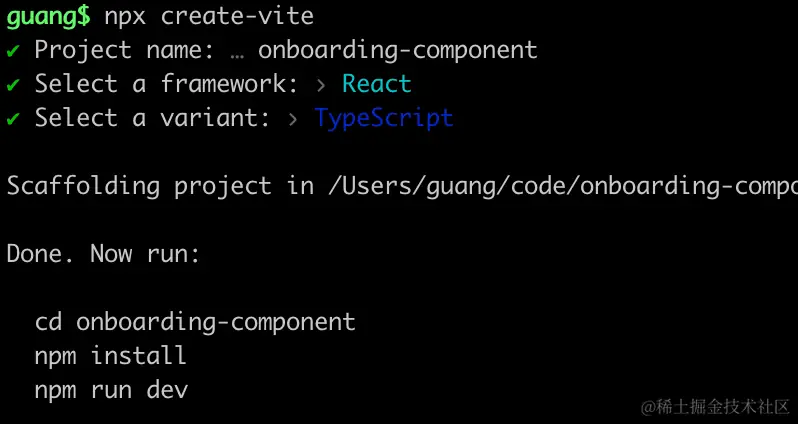 guang$ npx create-vite
✔ Project name: … onboarding-component
✔ Select a framework: › React
✔ Select a variant: › TypeScript
Scaffolding project in /Users/guang/code/onboarding-compo
Done. Now run:
cd onboarding-component
npm install
npm run dev
@稀土掘金技术社区